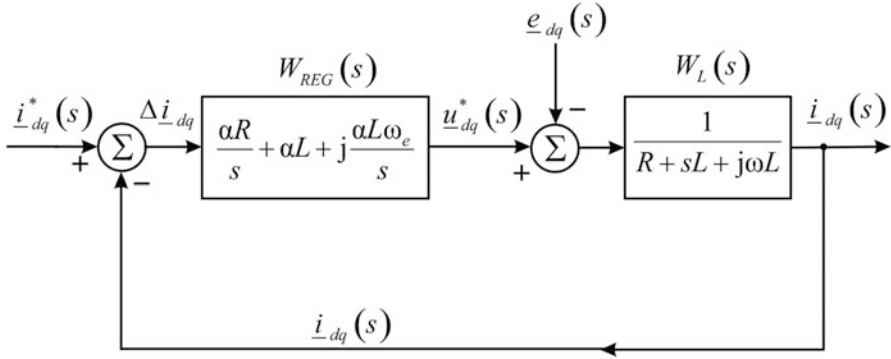 e_dq(s)
W_REG(s)
W_L(s)
i*_dq(s)
Δi_dq
αR/s + αL + j αLω_e/s
u*_dq(s)
1/(R + sL + jωL)
i_dq(s)
Σ
Σ
+
−
+
−
i_dq(s)